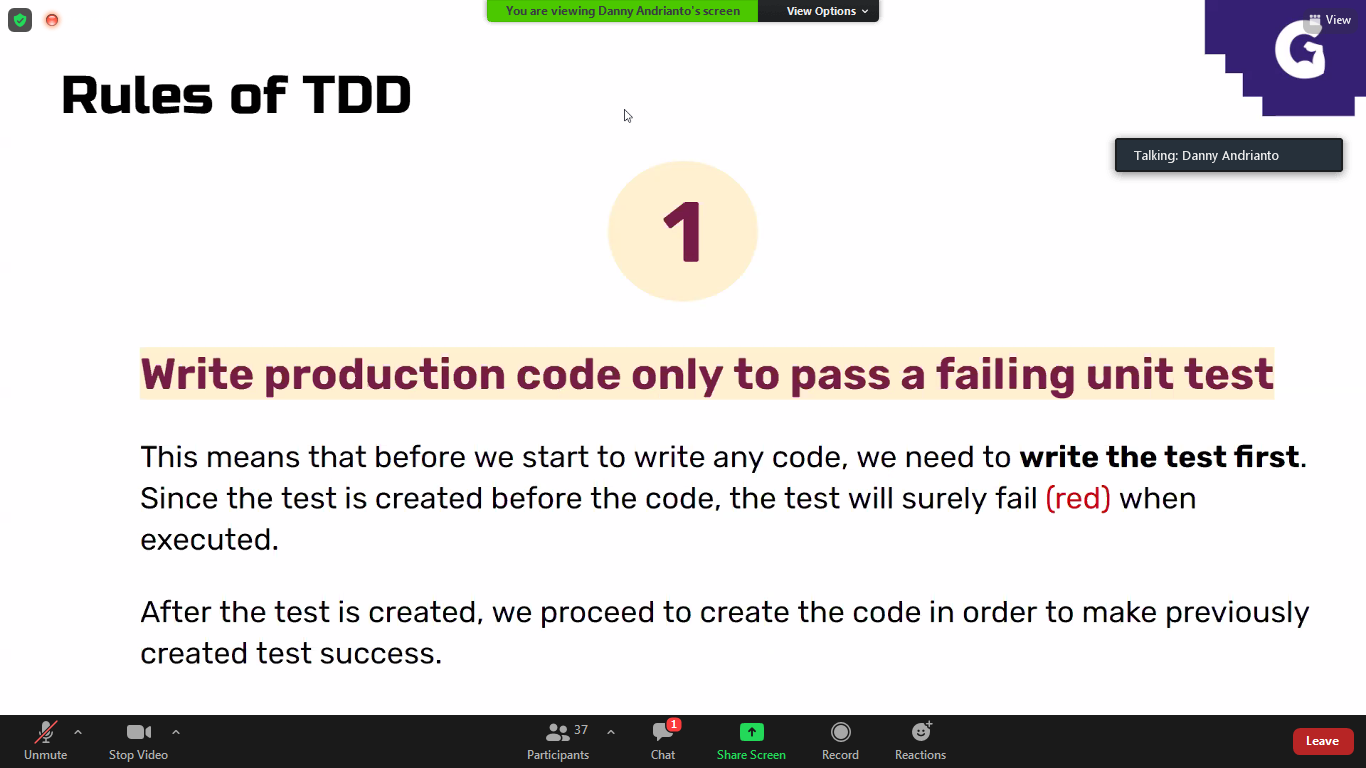 You are viewing Danny Andrianto's screen
View Options
View
G
Rules of TDD
Talking: Danny Andrianto
1
Write production code only to pass a failing unit test
This means that before we start to write any code, we need to write the test first.
Since the test is created before the code, the test will surely fail (red) when
executed.
After the test is created, we proceed to create the code in order to make previously
created test success.
Unmute
Stop Video
Participants
37
Chat
1
Share Screen
Record
Reactions
Leave